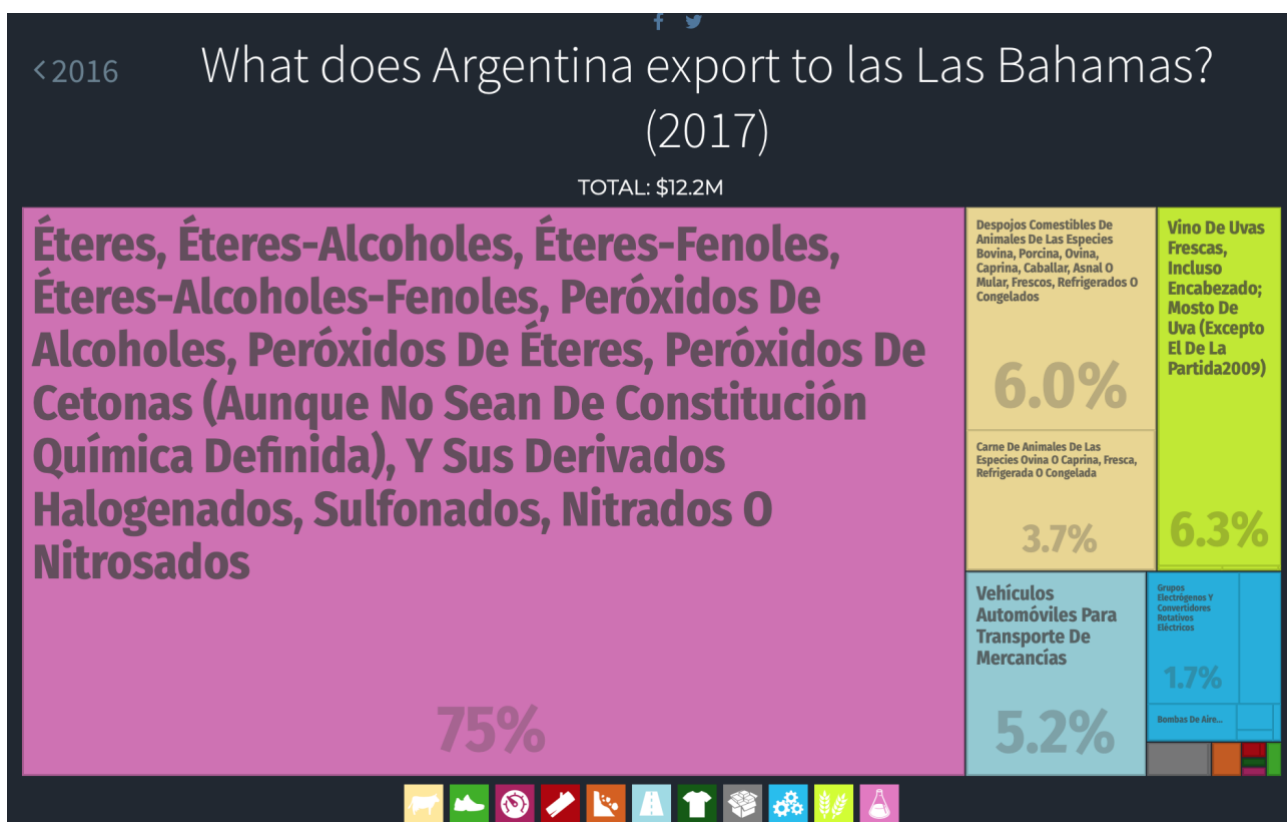 <2016
What does Argentina export to las Las Bahamas?
(2017)
TOTAL: $12.2M
Éteres, Éteres-Alcoholes, Éteres-Fenoles,
Éteres-Alcoholes-Fenoles, Peróxidos De
Alcoholes, Peróxidos De Éteres, Peróxidos De
Cetonas (Aunque No Sean De Constitución
Química Definida), Y Sus Derivados
Halogenados, Sulfonados, Nitrados O
Nitrosados
75%
Despojos Comestibles De
Animales De Las Especies
Bovina, Porcina, Ovina,
Caprina, Caballar, Asnal O
Mular, Frescos, Refrigerados O
Congelados
6.0%
Carne De Animales De Las
Especies Ovina O Caprina, Fresca,
Refrigerada O Congelada
3.7%
Vino De Uvas
Frescas,
Incluso
Encabezado;
Mosto De
Uva (Excepto
El De La
Partida2009)
6.3%
Vehículos
Automóviles Para
Transporte De
Mercancías
5.2%
Grupos
Electrógenos Y
Convertidores
Rotativos
Eléctricos
1.7%
Bombas De Aire...